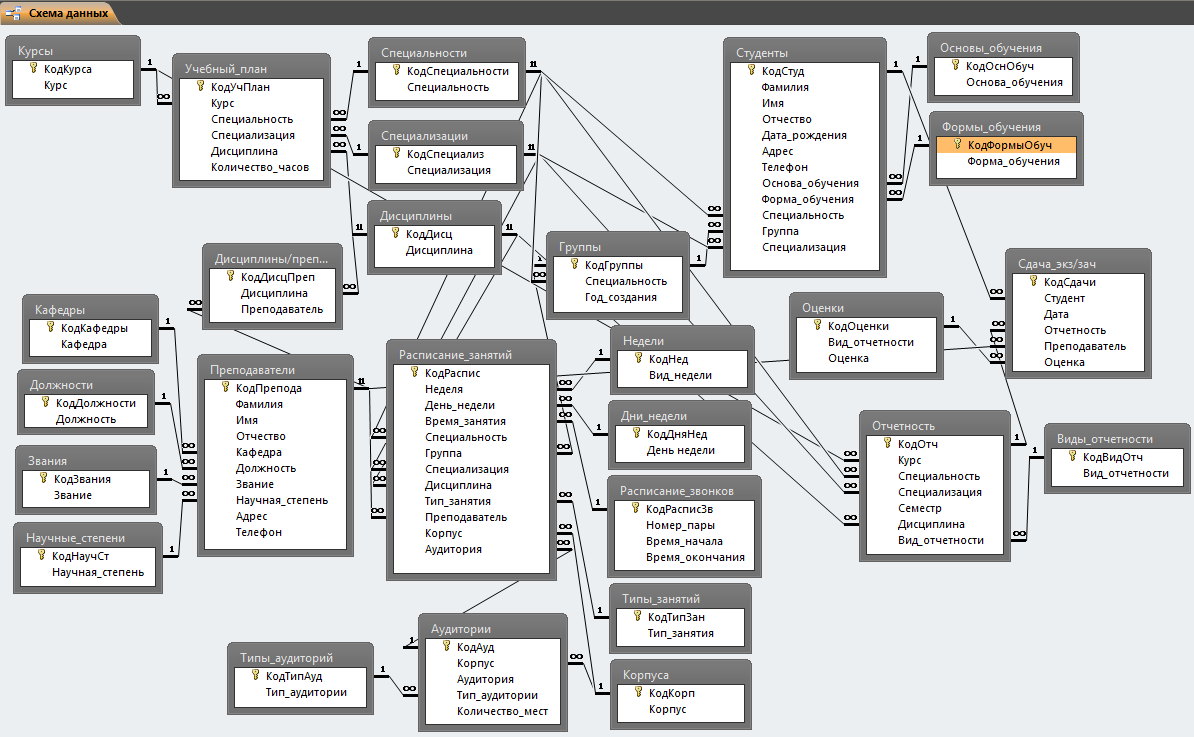 Схема данных
Курсы
КодКурса
Курс
Учебный_план
КодУчПлан
Курс
Специальность
Специализация
Дисциплина
Количество_часов
Специальности
КодСпециальности
Специальность
Специализации
КодСпециализ
Специализация
Дисциплины
КодДисц
Дисциплина
Студенты
КодСтуд
Фамилия
Имя
Отчество
Дата_рождения
Адрес
Телефон
Основа_обучения
Форма_обучения
Специальность
Группа
Специализация
Основы_обучения
КодОснОбуч
Основа_обучения
Формы_обучения
КодФормыОбуч
Форма_обучения
Группы
КодГруппы
Специальность
Год_создания
Дисциплины/преп...
КодДисцПреп
Дисциплина
Преподаватель
Сдача_экз/зач
КодСдачи
Студент
Дата
Отчетность
Преподаватель
Оценка
Кафедры
КодКафедры
Кафедра
Оценки
КодОценки
Вид_отчетности
Оценка
Должности
КодДолжности
Должность
Преподаватели
КодПрепода
Фамилия
Имя
Отчество
Кафедра
Должность
Звание
Научная_степень
Адрес
Телефон
Расписание_занятий
КодРаспис
Неделя
День_недели
Время_занятия
Специальность
Группа
Специализация
Дисциплина
Тип_занятия
Преподаватель
Корпус
Аудитория
Недели
КодНед
Вид_недели
Дни_недели
КодДняНед
День недели
Отчетность
КодОтч
Курс
Специальность
Специализация
Семестр
Дисциплина
Вид_отчетности
Виды_отчетности
КодВидОтч
Вид_отчетности
Звания
КодЗвания
Звание
Расписание_звонков
КодРасписЗв
Номер_пары
Время_начала
Время_окончания
Научные_степени
КодНаучСт
Научная_степень
Типы_занятий
КодТипЗан
Тип_занятия
Аудитории
КодАуд
Корпус
Аудитория
Тип_аудитории
Количество_мест
Типы_аудиторий
КодТипАуд
Тип_аудитории
Корпуса
КодКорп
Корпус